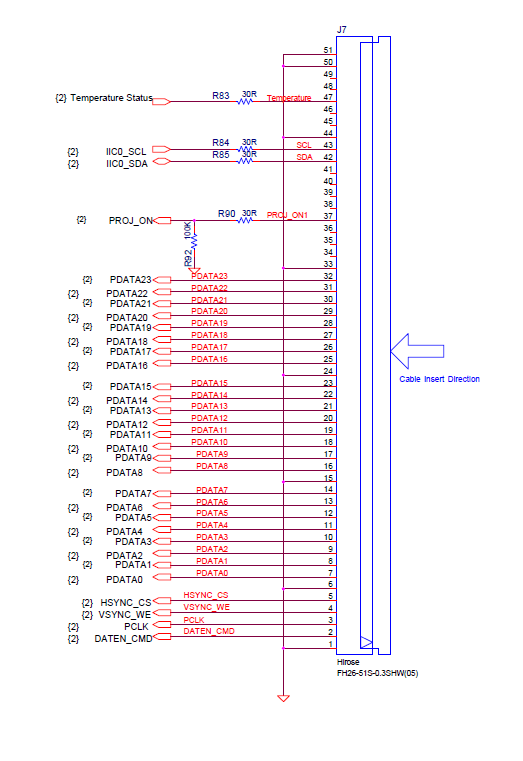 J7
51
50
49
48
{2} Temperature Status R83 30R Temperature 47
46
45
44
{2} IIC0_SCL R84 30R SCL 43
{2} IIC0_SDA R85 30R SDA 42
41
40
39
38
{2} PROJ_ON R90 30R PROJ_ON1 37
36
R92 100K
35
34
33
{2} PDATA23 PDATA23 32
{2} PDATA22 PDATA22 31
{2} PDATA21 PDATA21 30
{2} PDATA20 PDATA20 29
{2} PDATA19 PDATA19 28
{2} PDATA18 PDATA18 27
{2} PDATA17 PDATA17 26
{2} PDATA16 PDATA16 25
24
Cable Insert Direction
{2} PDATA15 PDATA15 23
{2} PDATA14 PDATA14 22
{2} PDATA13 PDATA13 21
{2} PDATA12 PDATA12 20
{2} PDATA11 PDATA11 19
{2} PDATA10 PDATA10 18
{2} PDATA9 PDATA9 17
{2} PDATA8 PDATA8 16
15
{2} PDATA7 PDATA7 14
{2} PDATA6 PDATA6 13
{2} PDATA5 PDATA5 12
{2} PDATA4 PDATA4 11
{2} PDATA3 PDATA3 10
{2} PDATA2 PDATA2 9
{2} PDATA1 PDATA1 8
{2} PDATA0 PDATA0 7
6
{2} HSYNC_CS HSYNC_CS 5
{2} VSYNC_WE VSYNC_WE 4
{2} PCLK PCLK 3
{2} DATEN_CMD DATEN_CMD 2
1
Hirose
FH26-51S-0.3SHW(05)